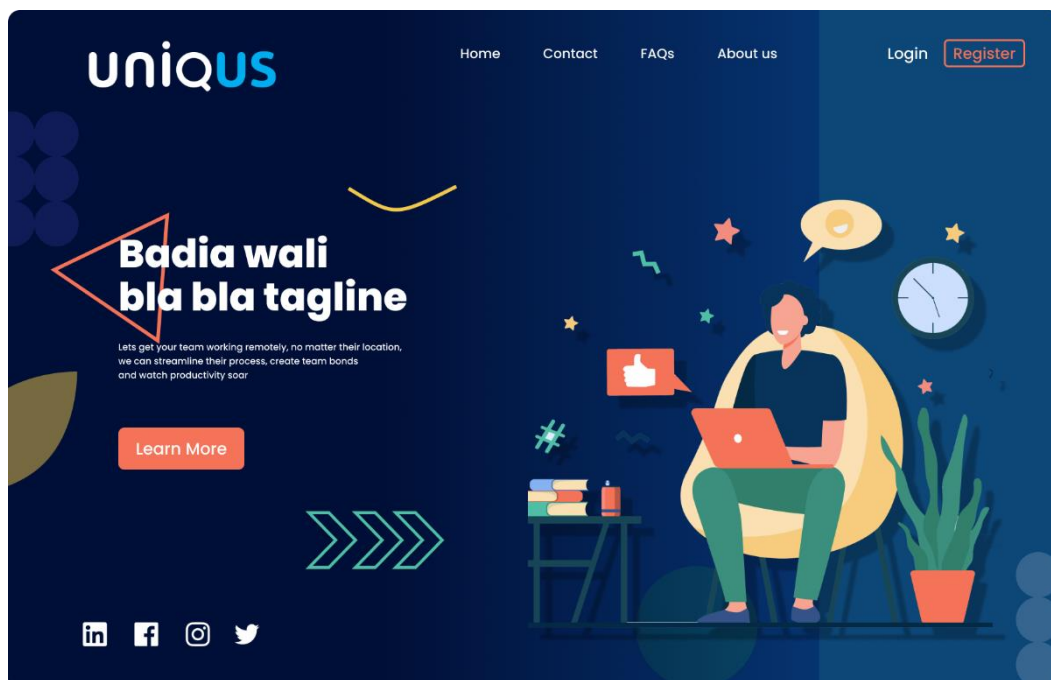 uniqus
Home
Contact
FAQs
About us
Login
Register
Badia wali
bla bla tagline
Lets get your team working remotely, no matter their location,
we can streamline their process, create team bonds
and watch productivity soar
Learn More